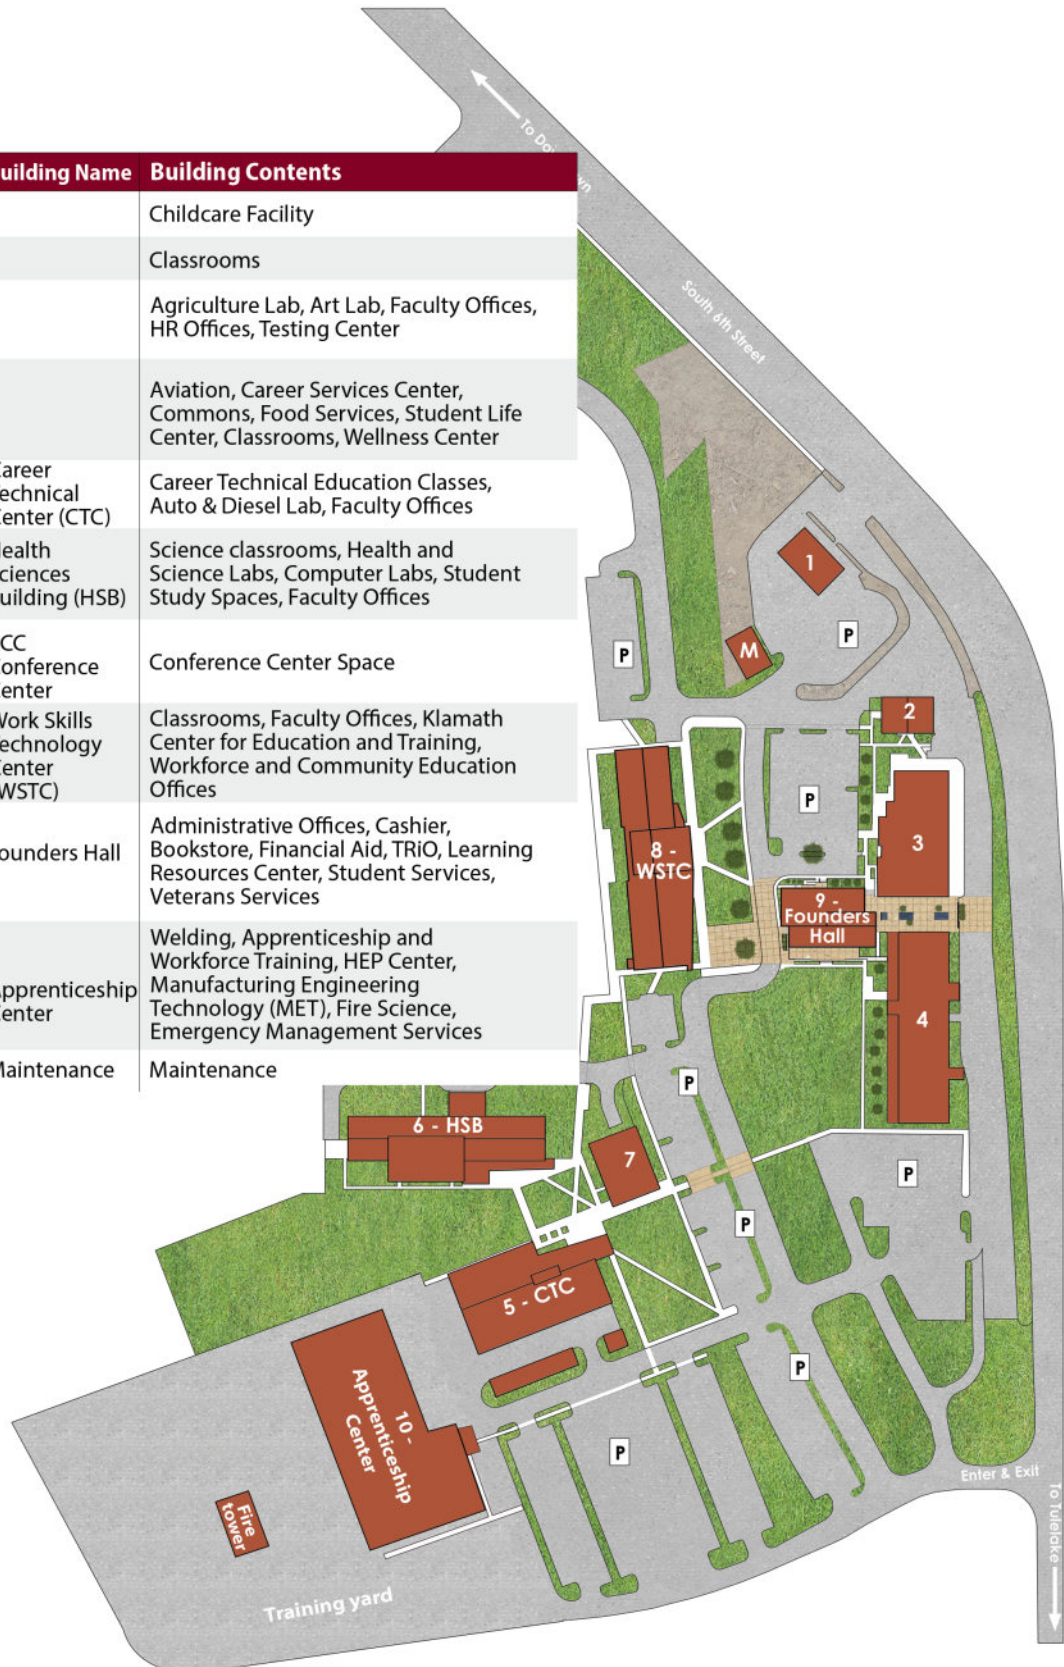 uilding Name Building Contents
Childcare Facility
Classrooms
Agriculture Lab, Art Lab, Faculty Offices,
HR Offices, Testing Center
Aviation, Career Services Center,
Commons, Food Services, Student Life
Center, Classrooms, Wellness Center
areer
echnical
enter (CTC)
Career Technical Education Classes,
Auto & Diesel Lab, Faculty Offices
ealth
ciences
uilding (HSB)
Science classrooms, Health and
Science Labs, Computer Labs, Student
Study Spaces, Faculty Offices
CC
onference
enter
Conference Center Space
Work Skills
echnology
enter
WSTC)
Classrooms, Faculty Offices, Klamath
Center for Education and Training,
Workforce and Community Education
Offices
ounders Hall
Administrative Offices, Cashier,
Bookstore, Financial Aid, TRiO, Learning
Resources Center, Student Services,
Veterans Services
pprenticeship
enter
Welding, Apprenticeship and
Workforce Training, HEP Center,
Manufacturing Engineering
Technology (MET), Fire Science,
Emergency Management Services
Maintenance
Maintenance
To Do
wn
South 6th Street
1
P
M
P
2
P
3
8 -
WSTC
9 -
Founders
Hall
4
P
6 - HSB
7
P
P
5 - CTC
P
10 -
Apprenticeship
Center
P
Fire
tower
Enter & Exit
To Tulelake
Training yard